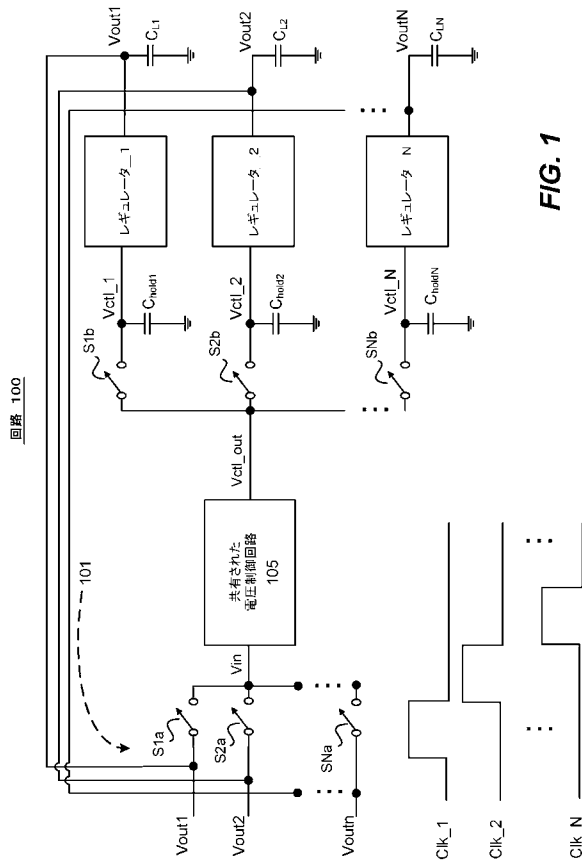 回路 100
101
Vout1
Vout2
Voutn
S1a
S2a
SNa
Vin
共有された
電圧制御回路
105
Vctl_out
S1b
S2b
SNb
Vctl_1
Chold1
Vctl_2
Chold2
Vctl_N
CholdN
レギュレータ_1
レギュレータ 2
レギュレータ N
Vout1
CL1
Vout2
CL2
VoutN
CLN
Clk_1
Clk_2
Clk_N
FIG. 1